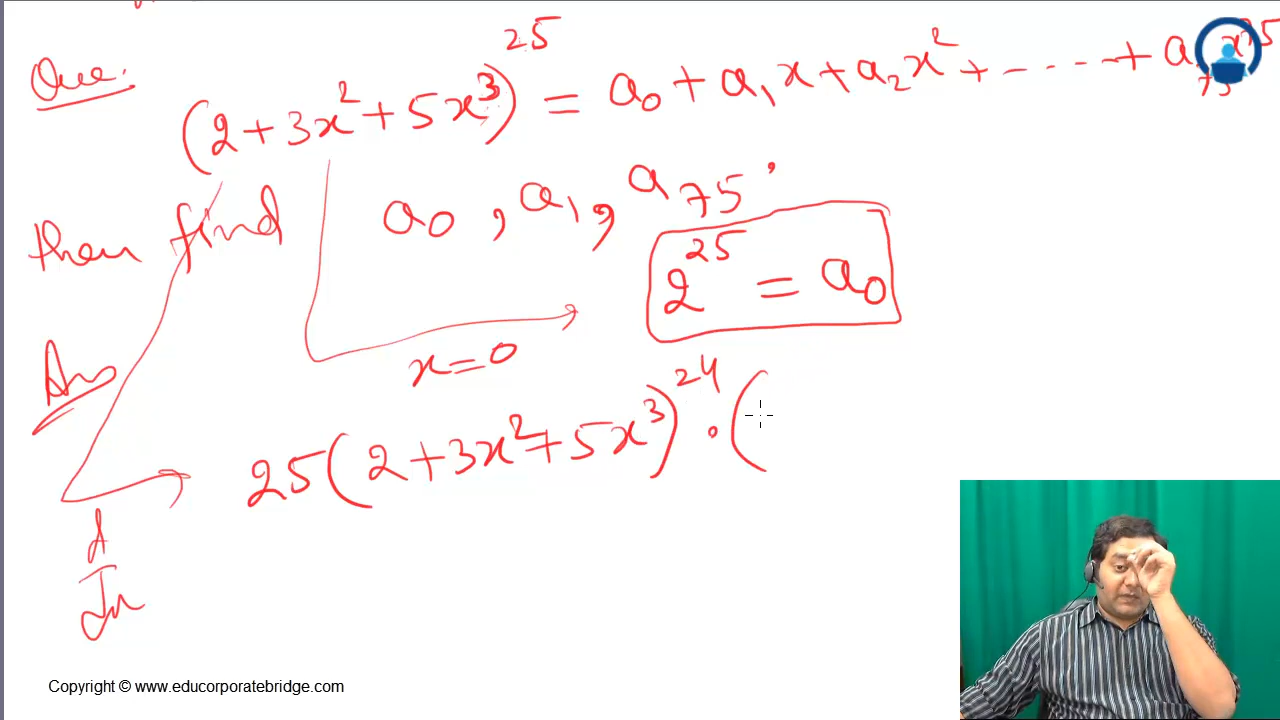 Que. (2+3x²+5x³)²⁵ = a₀ + a₁x + a₂x² + ..... + a₇₅x⁷⁵
then find a₀, a₁, a₇₅.
2²⁵ = a₀
x=0
Ans
25(2+3x²+5x³)²⁴ · (
d
dx
Copyright © www.educorporatebridge.com